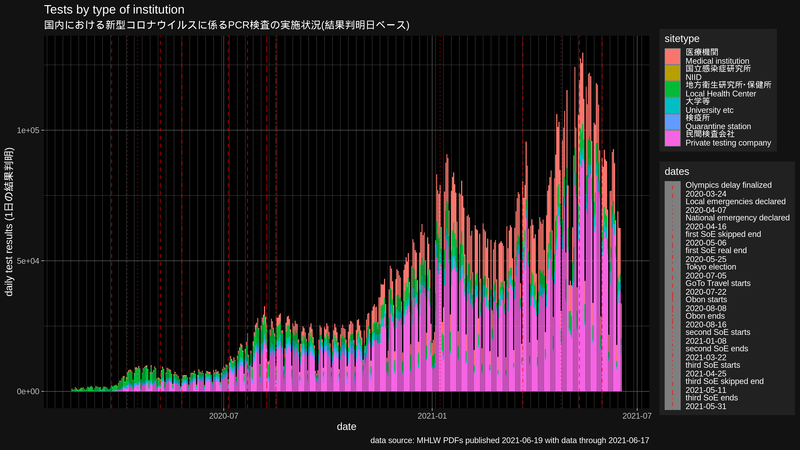 Tests by type of institution
国内における新型コロナウイルスに係るPCR検査の実施状況(結果判明日ベース)
daily test results (1日の結果判明)
1e+05
5e+04
0e+00
2020-07
2021-01
2021-07
date
data source: MHLW PDFs published 2021-06-19 with data through 2021-06-17
sitetype
医療機関
Medical institution
国立感染症研究所
NIID
地方衛生研究所・保健所
Local Health Center
大学等
University etc
検疫所
Quarantine station
民間検査会社
Private testing company
dates
Olympics delay finalized
2020-03-24
Local emergencies declared
2020-04-07
National emergency declared
2020-04-16
first SoE skipped end
2020-05-06
first SoE real end
2020-05-25
Tokyo election
2020-07-05
GoTo Travel starts
2020-07-22
Obon starts
2020-08-08
Obon ends
2020-08-16
second SoE starts
2021-01-08
second SoE ends
2021-03-22
third SoE starts
2021-04-25
third SoE skipped end
2021-05-11
third SoE ends
2021-05-31